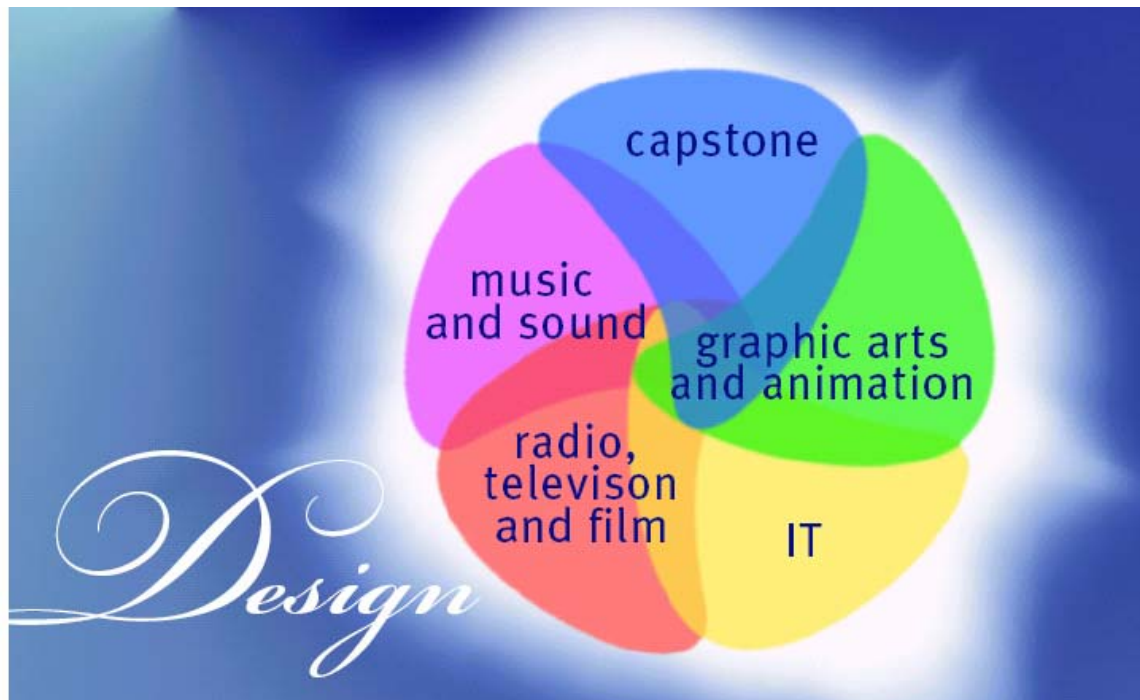 capstone
music
and sound
graphic arts
and animation
radio,
televison
and film
IT
Design